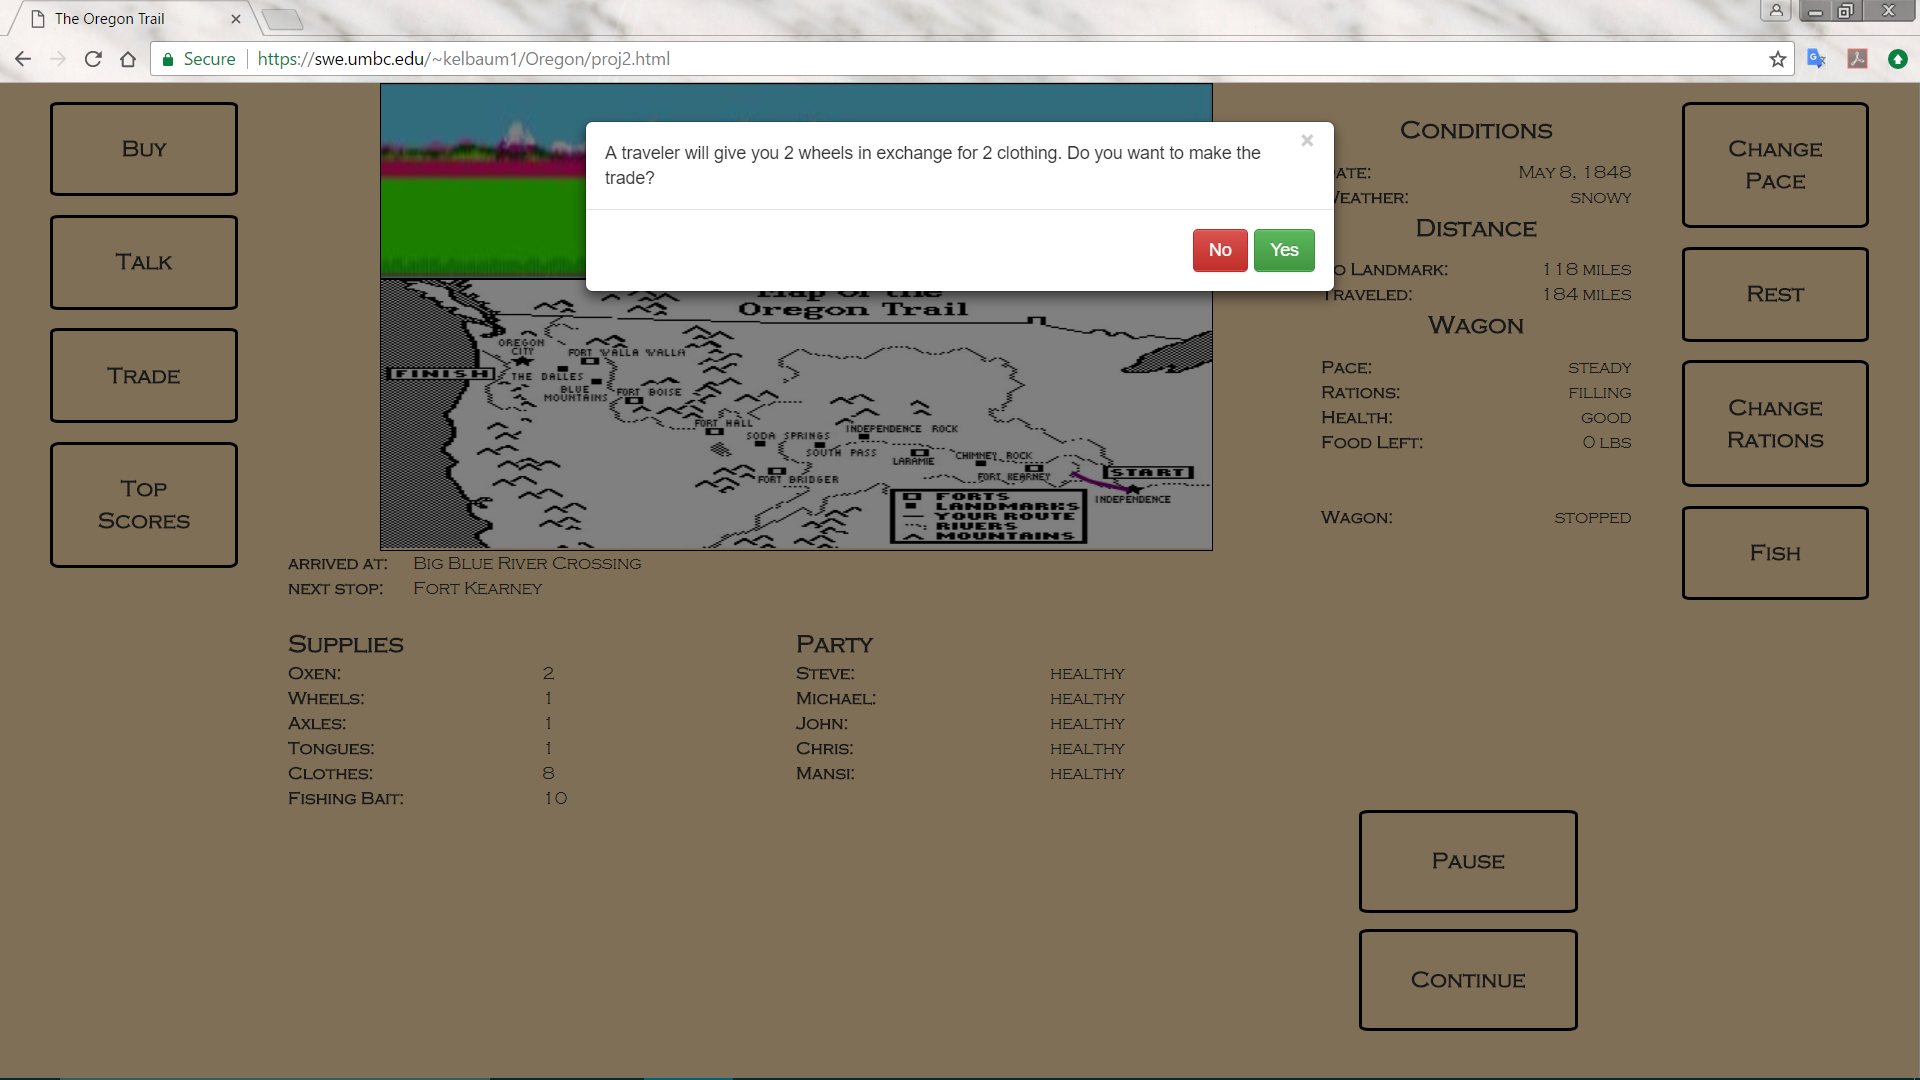 The Oregon Trail
Secure
https://swe.umbc.edu/~kelbaum1/Oregon/proj2.html
Buy
Talk
Trade
Top
Scores
A traveler will give you 2 wheels in exchange for 2 clothing. Do you want to make the
trade?
No Yes
Map of the
Oregon Trail
OREGON
CITY
FORT WALLA WALLA
FINISH
THE DALLES
BLUE
MOUNTAINS
FORT BOISE
FORT HALL
SODA SPRINGS
INDEPENDENCE ROCK
SOUTH PASS
LARAMIE
CHIMNEY ROCK
FORT KEARNEY
FORT BRIDGER
START
INDEPENDENCE
FORTS
LANDMARKS
YOUR ROUTE
RIVERS
MOUNTAINS
Arrived at: Big Blue River Crossing
Next stop: Fort Kearney
Supplies
Oxen: 2
Wheels: 1
Axles: 1
Tongues: 1
Clothes: 8
Fishing Bait: 10
Party
Steve: healthy
Michael: healthy
John: healthy
Chris: healthy
Mansi: healthy
Conditions
ate: May 8, 1848
eather: snowy
Distance
o Landmark: 118 miles
Traveled: 184 miles
Wagon
Pace: steady
Rations: filling
Health: good
Food Left: 0 lbs
Wagon: stopped
Change
Pace
Rest
Change
Rations
Fish
Pause
Continue